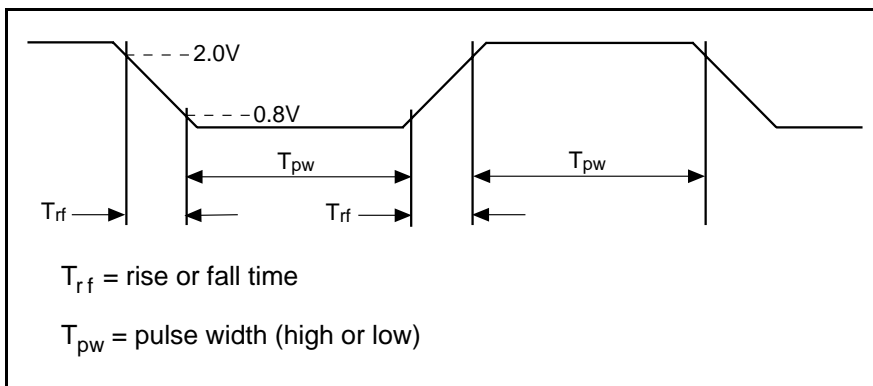 2.0V
0.8V
Tpw
Tpw
Trf
Trf
Trf = rise or fall time
Tpw = pulse width (high or low)